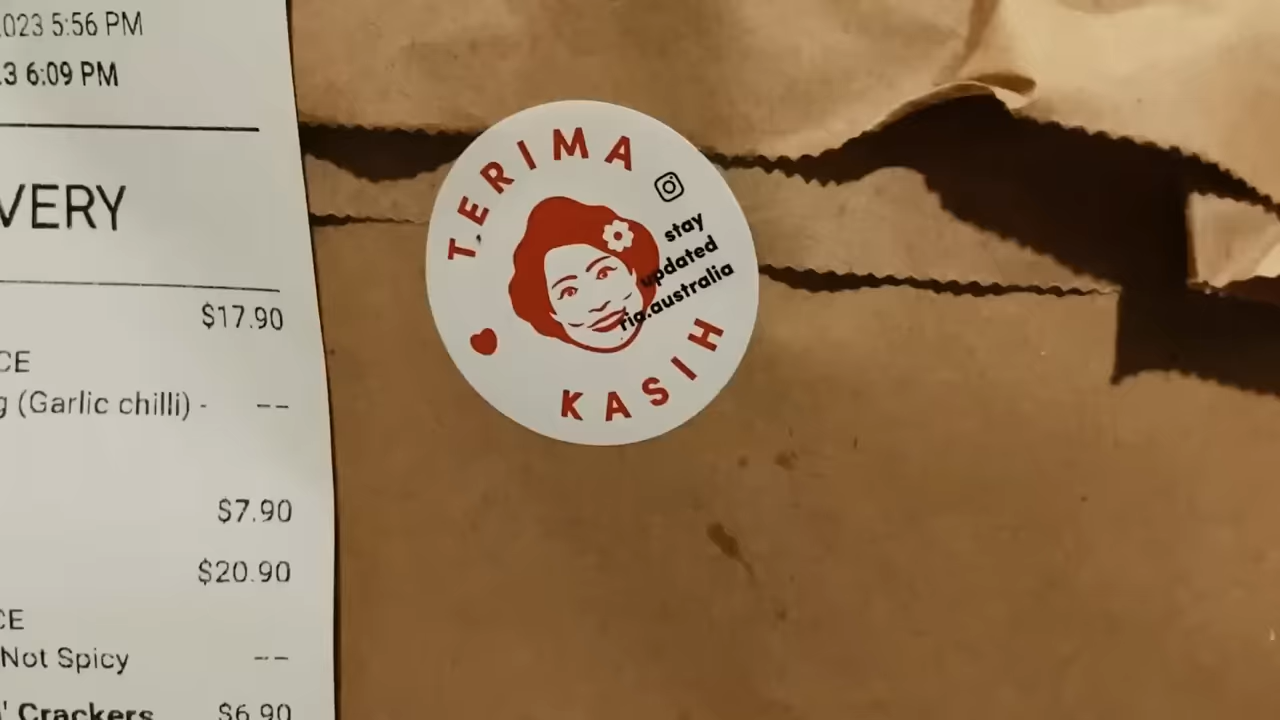 023 5:56 PM
.3 6:09 PM
VERY
$17.90
CE
g (Garlic chilli) - --
$7.90
$20.90
CE
Not Spicy --
' Crackers $6.90
TERIMA
stay
updated
ria.australia
KASIH